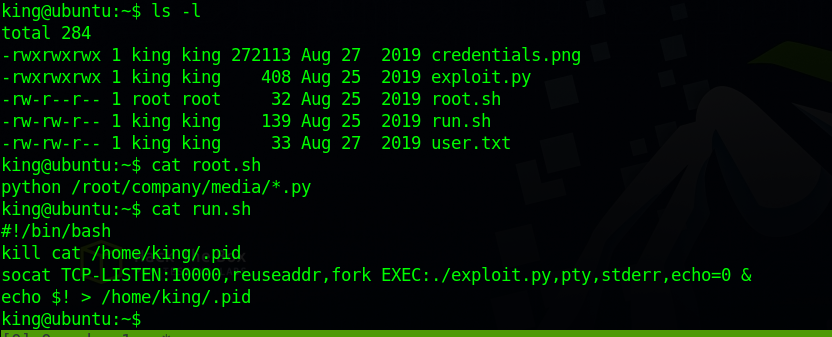 king@ubuntu:~$ ls -l
total 284
-rwxrwxrwx 1 king king 272113 Aug 27  2019 credentials.png
-rwxrwxrwx 1 king king    408 Aug 25  2019 exploit.py
-rw-r--r-- 1 root root     32 Aug 25  2019 root.sh
-rw-rw-r-- 1 king king    139 Aug 25  2019 run.sh
-rw-rw-r-- 1 king king     33 Aug 27  2019 user.txt
king@ubuntu:~$ cat root.sh
python /root/company/media/*.py
king@ubuntu:~$ cat run.sh
#!/bin/bash
kill cat /home/king/.pid
socat TCP-LISTEN:10000,reuseaddr,fork EXEC:./exploit.py,pty,stderr,echo=0 &
echo $! > /home/king/.pid
king@ubuntu:~$